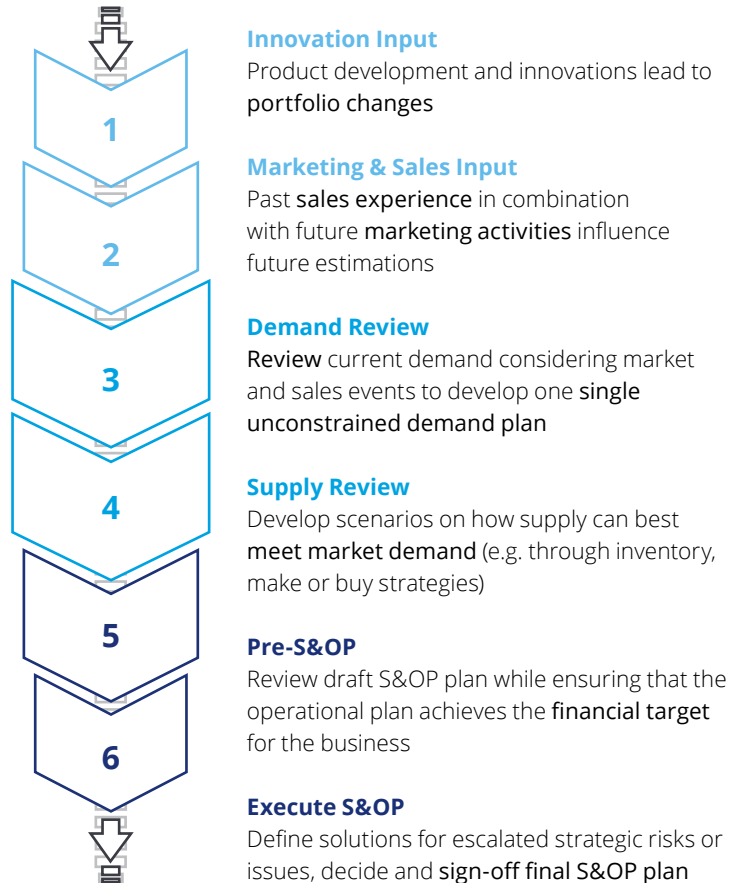 1
Innovation Input
Product development and innovations lead to
portfolio changes
2
Marketing & Sales Input
Past sales experience in combination
with future marketing activities influence
future estimations
3
Demand Review
Review current demand considering market
and sales events to develop one single
unconstrained demand plan
4
Supply Review
Develop scenarios on how supply can best
meet market demand (e.g. through inventory,
make or buy strategies)
5
Pre-S&OP
Review draft S&OP plan while ensuring that the
operational plan achieves the financial target
for the business
6
Execute S&OP
Define solutions for escalated strategic risks or
issues, decide and sign-off final S&OP plan